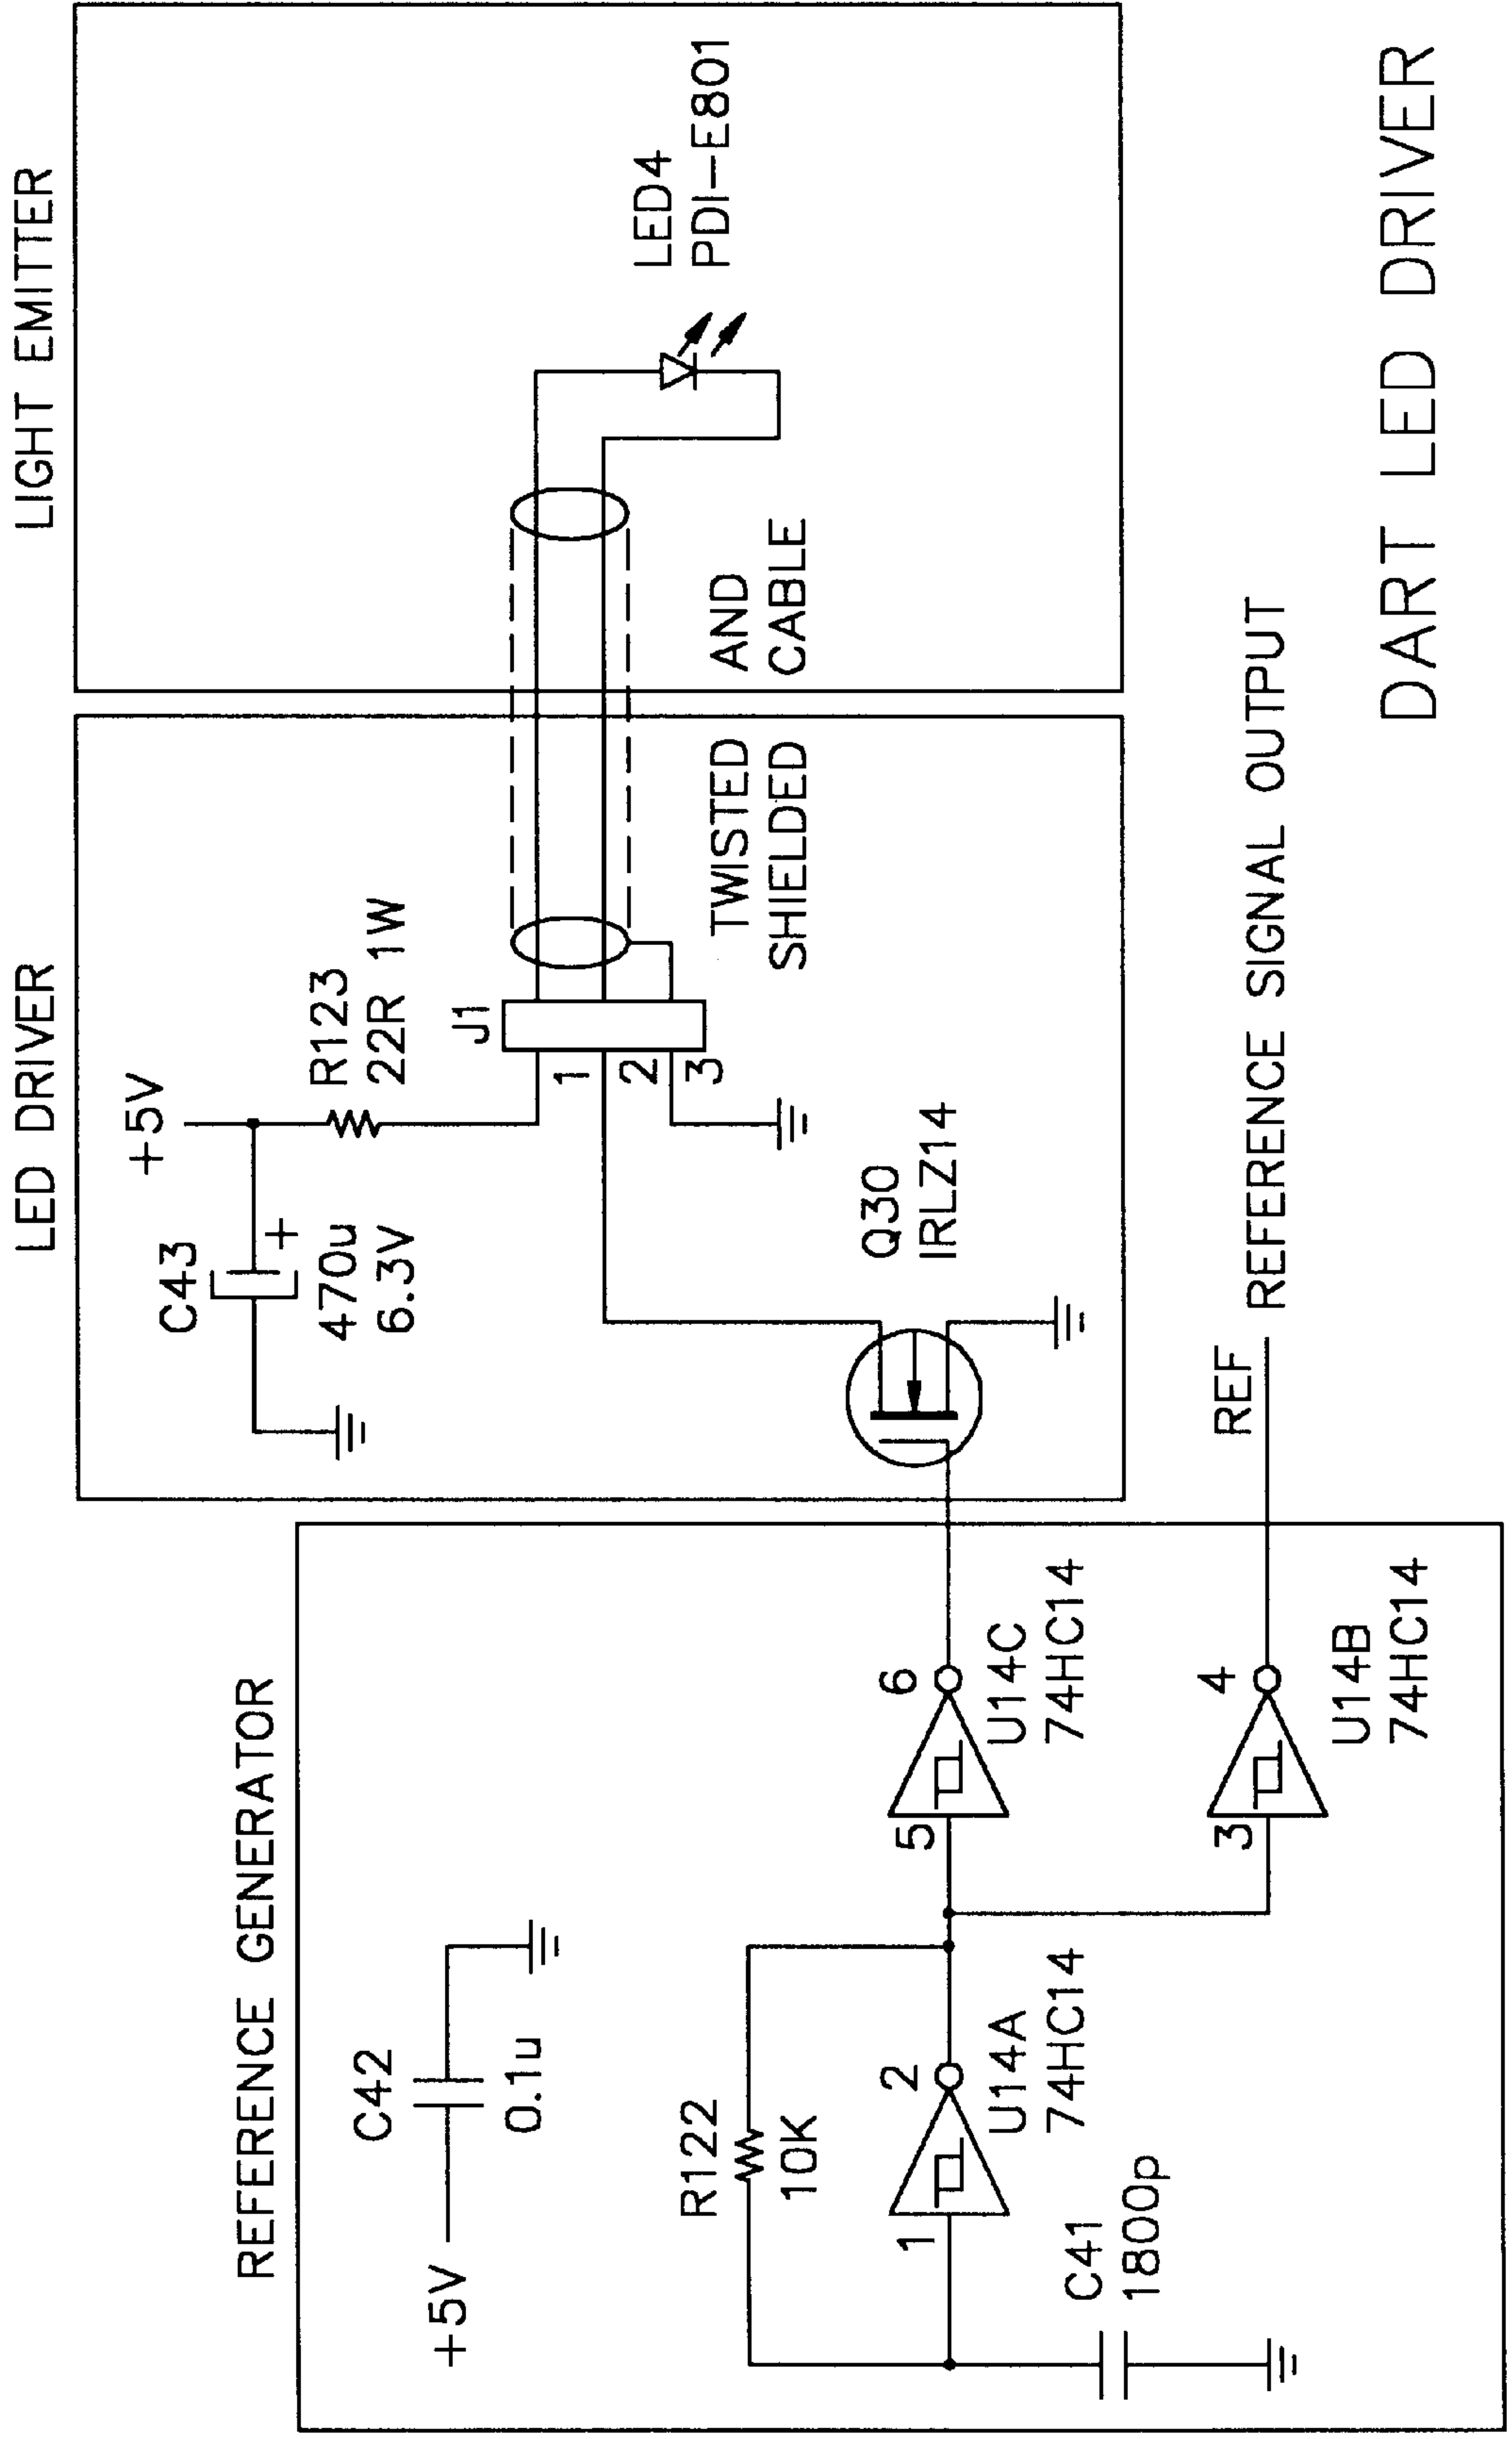 REFERENCE GENERATOR
+5V
C42
0.1u
R122
10K
1
2
U14A
74HC14
C41
1800p
5
6
U14C
74HC14
3
4
U14B
74HC14
LED DRIVER
C43
+
470u
6.3V
+5V
R123
22R 1W
J1
1
2
3
Q30
IRLZ14
TWISTED AND
SHIELDED CABLE
LIGHT EMITTER
LED4
PDI-E801
REF
REFERENCE SIGNAL OUTPUT
DART LED DRIVER